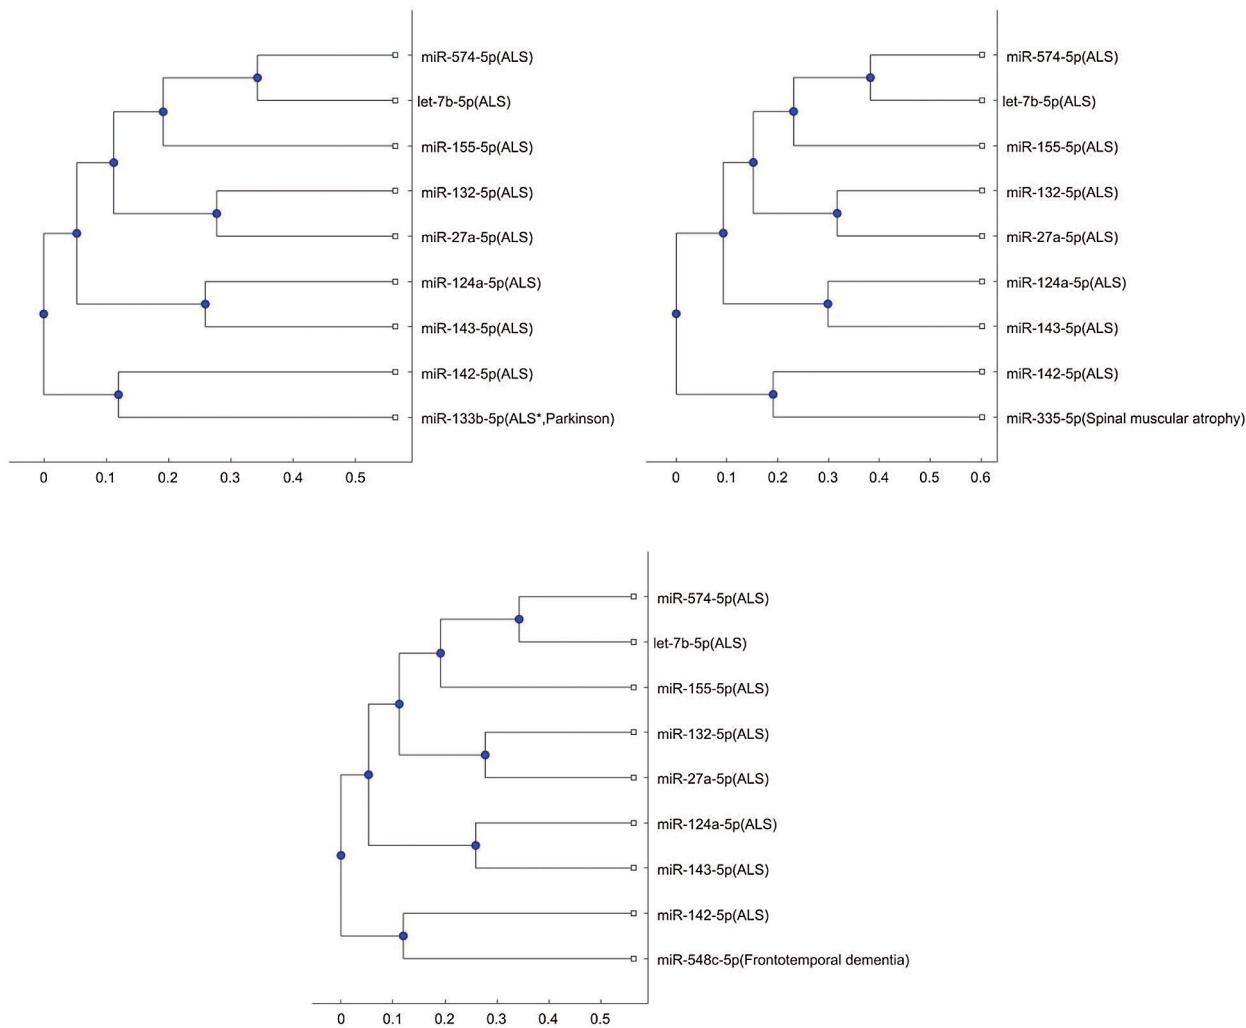 miR-574-5p(ALS)
let-7b-5p(ALS)
miR-155-5p(ALS)
miR-132-5p(ALS)
miR-27a-5p(ALS)
miR-124a-5p(ALS)
miR-143-5p(ALS)
miR-142-5p(ALS)
miR-133b-5p(ALS*,Parkinson)
0 0.1 0.2 0.3 0.4 0.5
miR-574-5p(ALS)
let-7b-5p(ALS)
miR-155-5p(ALS)
miR-132-5p(ALS)
miR-27a-5p(ALS)
miR-124a-5p(ALS)
miR-143-5p(ALS)
miR-142-5p(ALS)
miR-335-5p(Spinal muscular atrophy)
0 0.1 0.2 0.3 0.4 0.5 0.6
miR-574-5p(ALS)
let-7b-5p(ALS)
miR-155-5p(ALS)
miR-132-5p(ALS)
miR-27a-5p(ALS)
miR-124a-5p(ALS)
miR-143-5p(ALS)
miR-142-5p(ALS)
miR-548c-5p(Frontotemporal dementia)
0 0.1 0.2 0.3 0.4 0.5